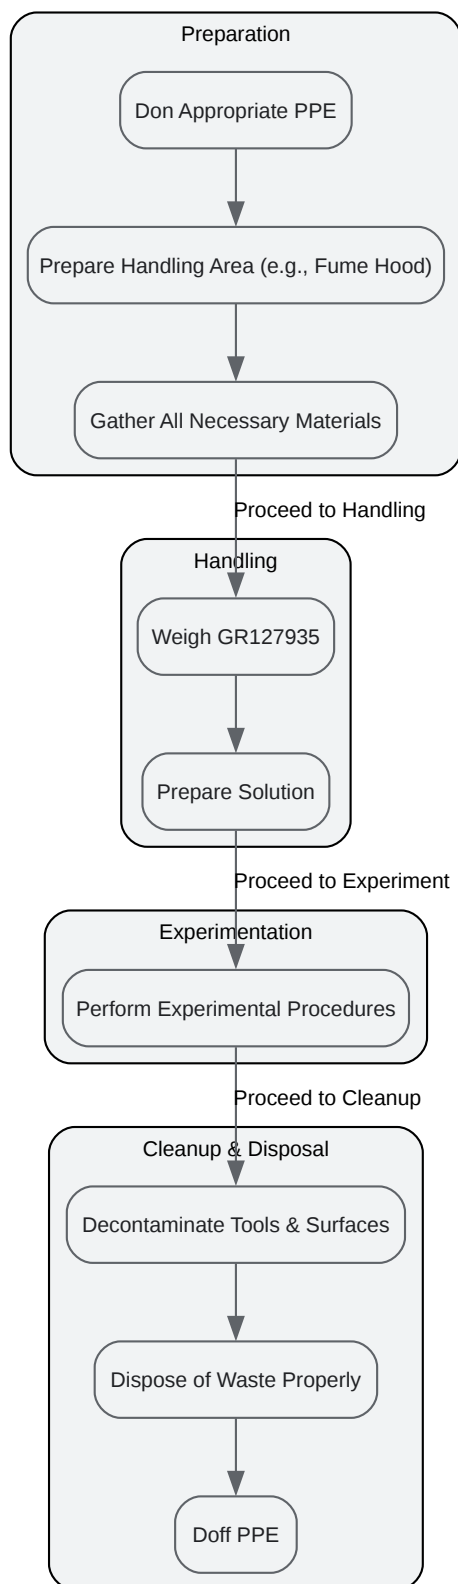 Preparation
Don Appropriate PPE
Prepare Handling Area (e.g., Fume Hood)
Gather All Necessary Materials
Proceed to Handling
Handling
Weigh GR127935
Prepare Solution
Proceed to Experiment
Experimentation
Perform Experimental Procedures
Proceed to Cleanup
Cleanup & Disposal
Decontaminate Tools & Surfaces
Dispose of Waste Properly
Doff PPE